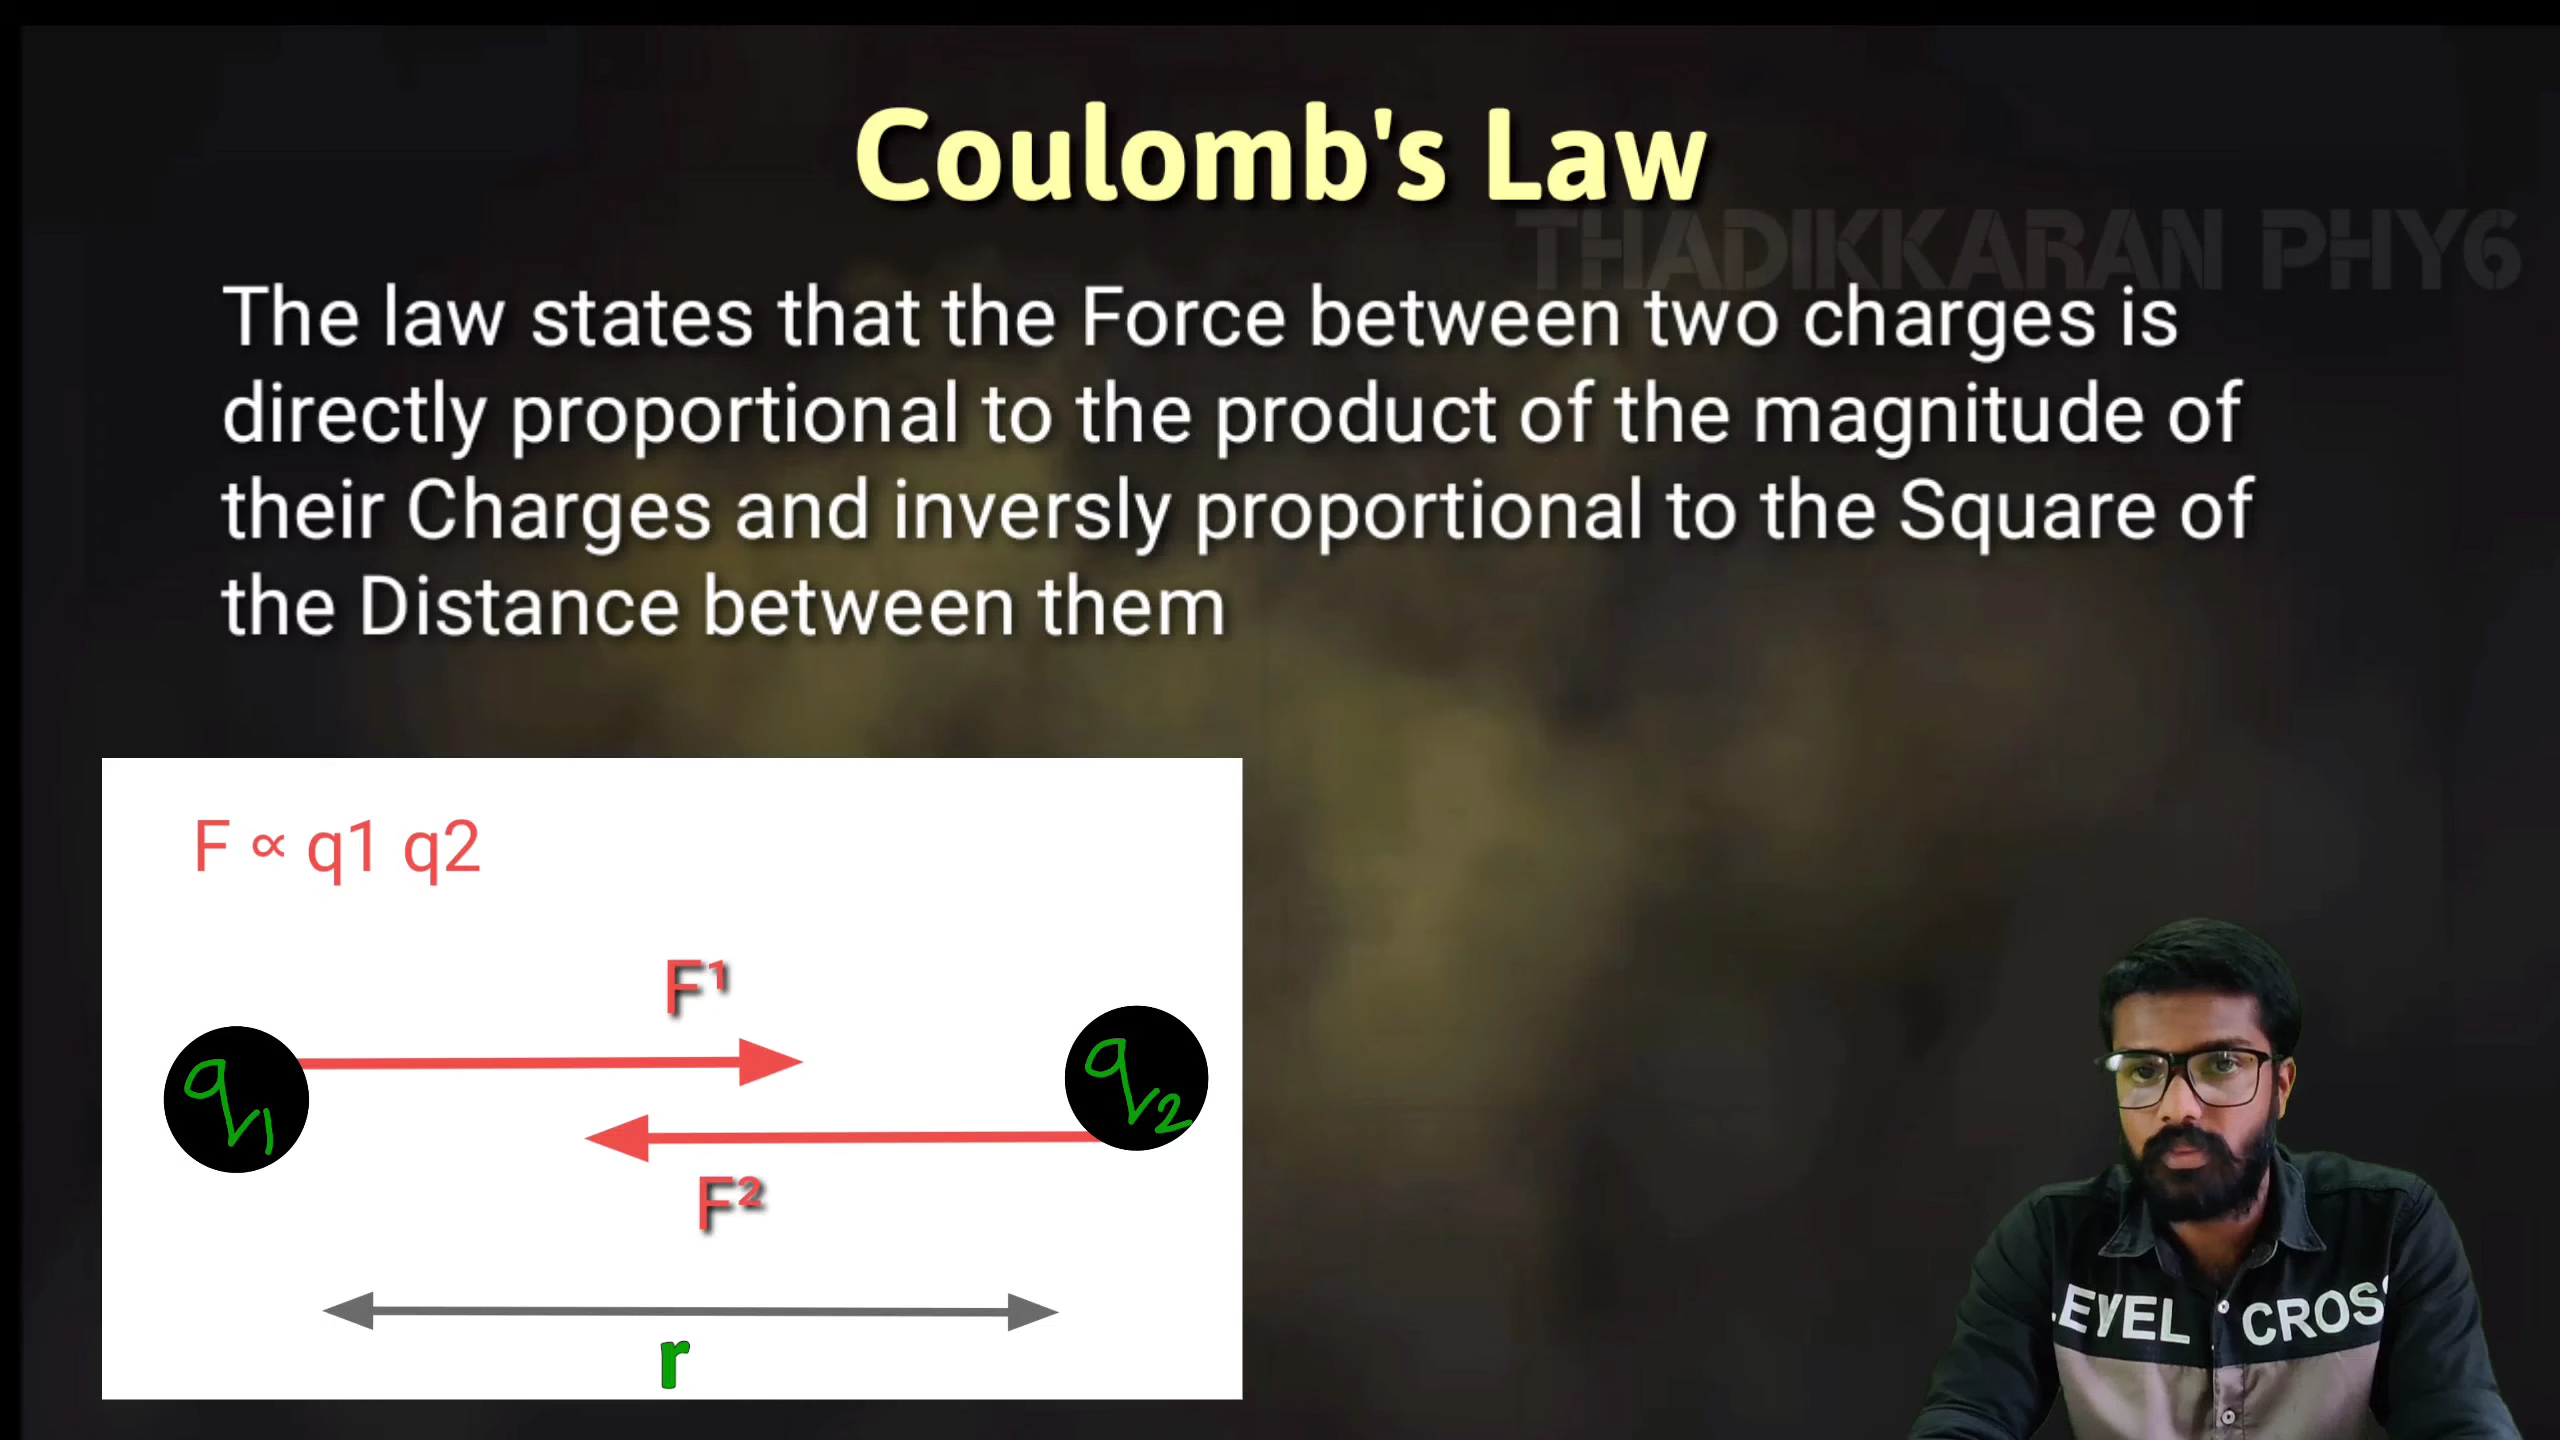 Coulomb's Law
THADIKKARAN PHY6
The law states that the Force between two charges is
directly proportional to the product of the magnitude of
their Charges and inversly proportional to the Square of
the Distance between them
F ∝ q1 q2
F¹
q1
q2
F²
r
LEVEL CROSS